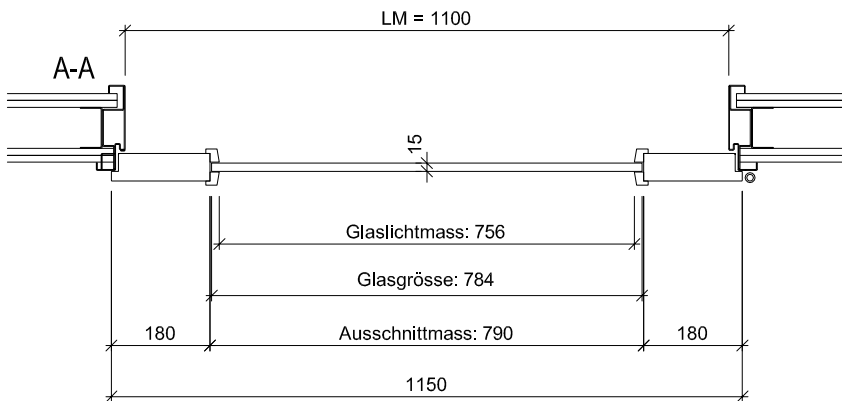 LM = 1100
A-A
15
Glaslichtmass: 756
Glasgrösse: 784
180
Ausschnittmass: 790
180
1150